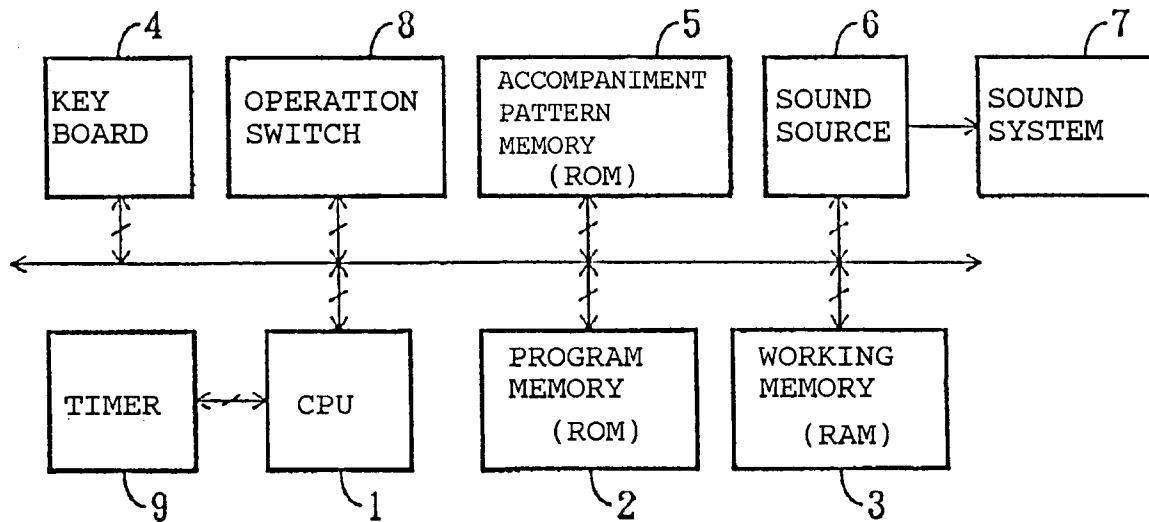 4
8
5
6
7
KEY
BOARD
OPERATION
SWITCH
ACCOMPANIMENT
PATTERN
MEMORY
(ROM)
SOUND
SOURCE
SOUND
SYSTEM
TIMER
CPU
PROGRAM
MEMORY
(ROM)
WORKING
MEMORY
(RAM)
9
1
2
3